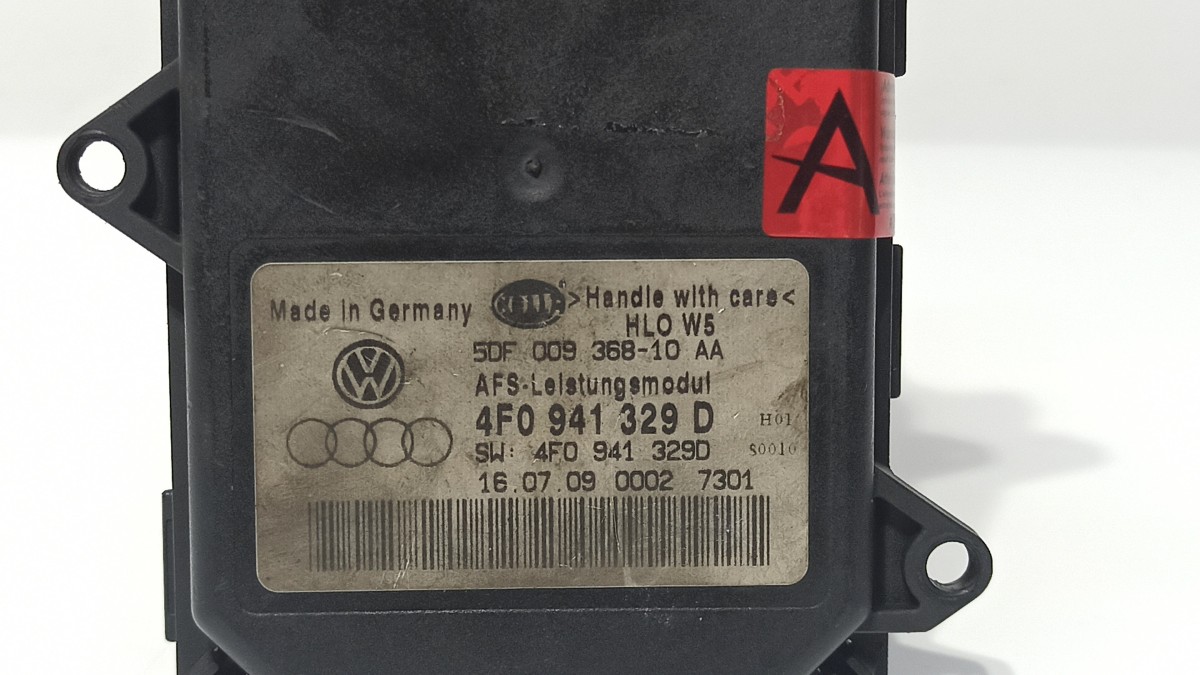 A
Made in Germany
HELLA
>Handle with care<
HLO W5
5DF 009 368-10 AA
AFS-Leistungsmodul
4F0 941 329 D
H01
SW: 4F0 941 329D
S0010
16.07.09 0002 7301